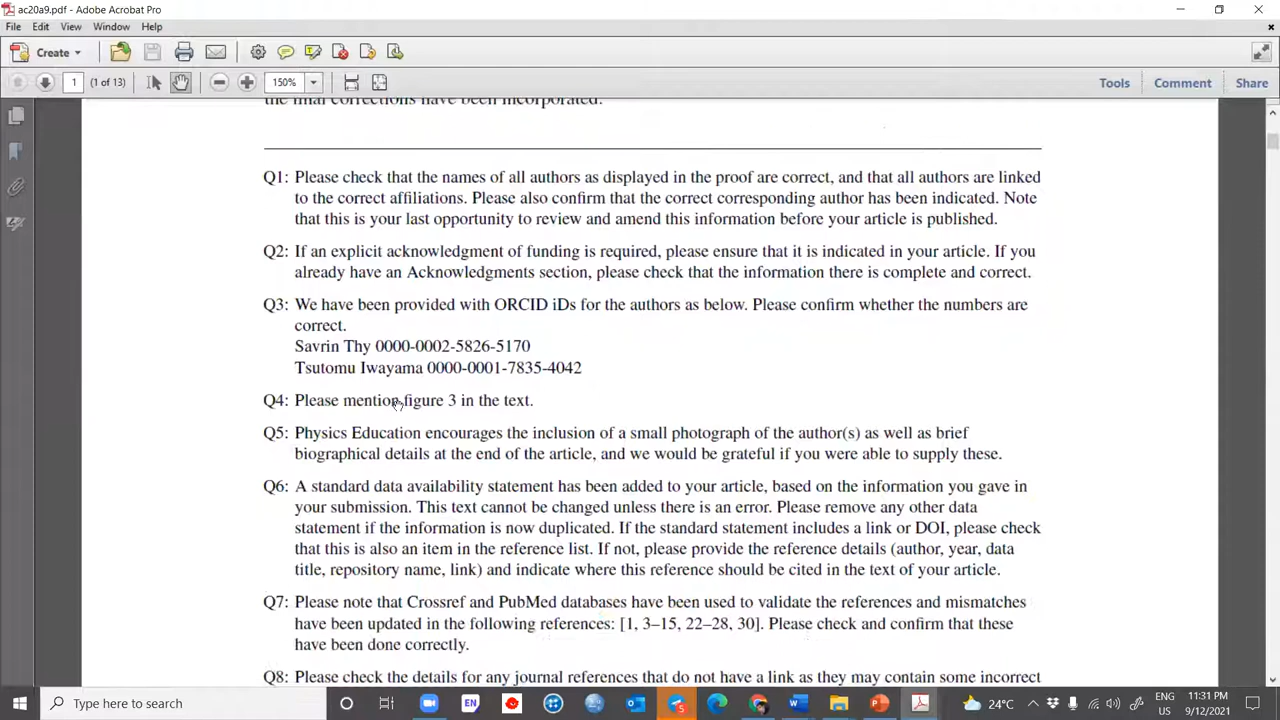 ac20a9.pdf - Adobe Acrobat Pro
File Edit View Window Help
Create
1 (1 of 13) 150% Tools Comment Share
the final corrections have been incorporated.
Q1: Please check that the names of all authors as displayed in the proof are correct, and that all authors are linked
to the correct affiliations. Please also confirm that the correct corresponding author has been indicated. Note
that this is your last opportunity to review and amend this information before your article is published.
Q2: If an explicit acknowledgment of funding is required, please ensure that it is indicated in your article. If you
already have an Acknowledgments section, please check that the information there is complete and correct.
Q3: We have been provided with ORCID iDs for the authors as below. Please confirm whether the numbers are
correct.
Savrin Thy 0000-0002-5826-5170
Tsutomu Iwayama 0000-0001-7835-4042
Q4: Please mention figure 3 in the text.
Q5: Physics Education encourages the inclusion of a small photograph of the author(s) as well as brief
biographical details at the end of the article, and we would be grateful if you were able to supply these.
Q6: A standard data availability statement has been added to your article, based on the information you gave in
your submission. This text cannot be changed unless there is an error. Please remove any other data
statement if the information is now duplicated. If the standard statement includes a link or DOI, please check
that this is also an item in the reference list. If not, please provide the reference details (author, year, data
title, repository name, link) and indicate where this reference should be cited in the text of your article.
Q7: Please note that Crossref and PubMed databases have been used to validate the references and mismatches
have been updated in the following references: [1, 3–15, 22–28, 30]. Please check and confirm that these
have been done correctly.
Q8: Please check the details for any journal references that do not have a link as they may contain some incorrect
Type here to search
EN
24°C
ENG
US
11:31 PM
9/12/2021